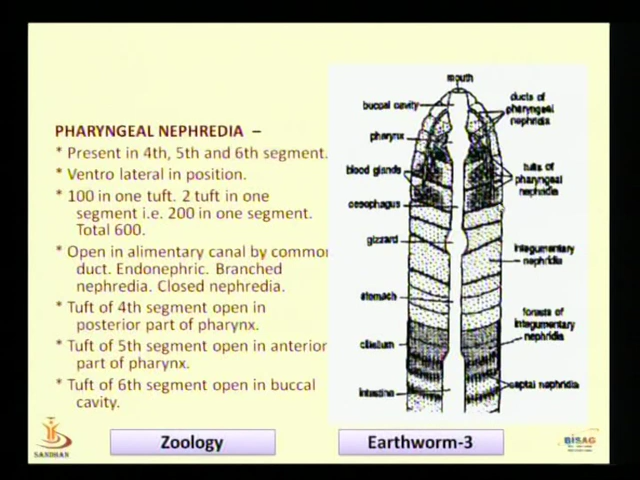 PHARYNGEAL NEPHREDIA –
* Present in 4th, 5th and 6th segment.
* Ventro lateral in position.
* 100 in one tuft. 2 tuft in one
segment i.e. 200 in one segment.
Total 600.
* Open in alimentary canal by common
duct. Endonephric. Branched
nephredia. Closed nephredia.
* Tuft of 4th segment open in
posterior part of pharynx.
* Tuft of 5th segment open in anterior
part of pharynx.
* Tuft of 6th segment open in buccal
cavity.
mouth
buccal cavity
pharynx
blood glands
oesophagus
gizzard
stomach
clitellum
intestine
ducts of
pharyngeal
nephridia
tufts of
pharyngeal
nephridia
integumentary
nephridia
forests of
integumentary
nephridia
septal nephridia
SANDHAN
Zoology
Earthworm-3
BISAG